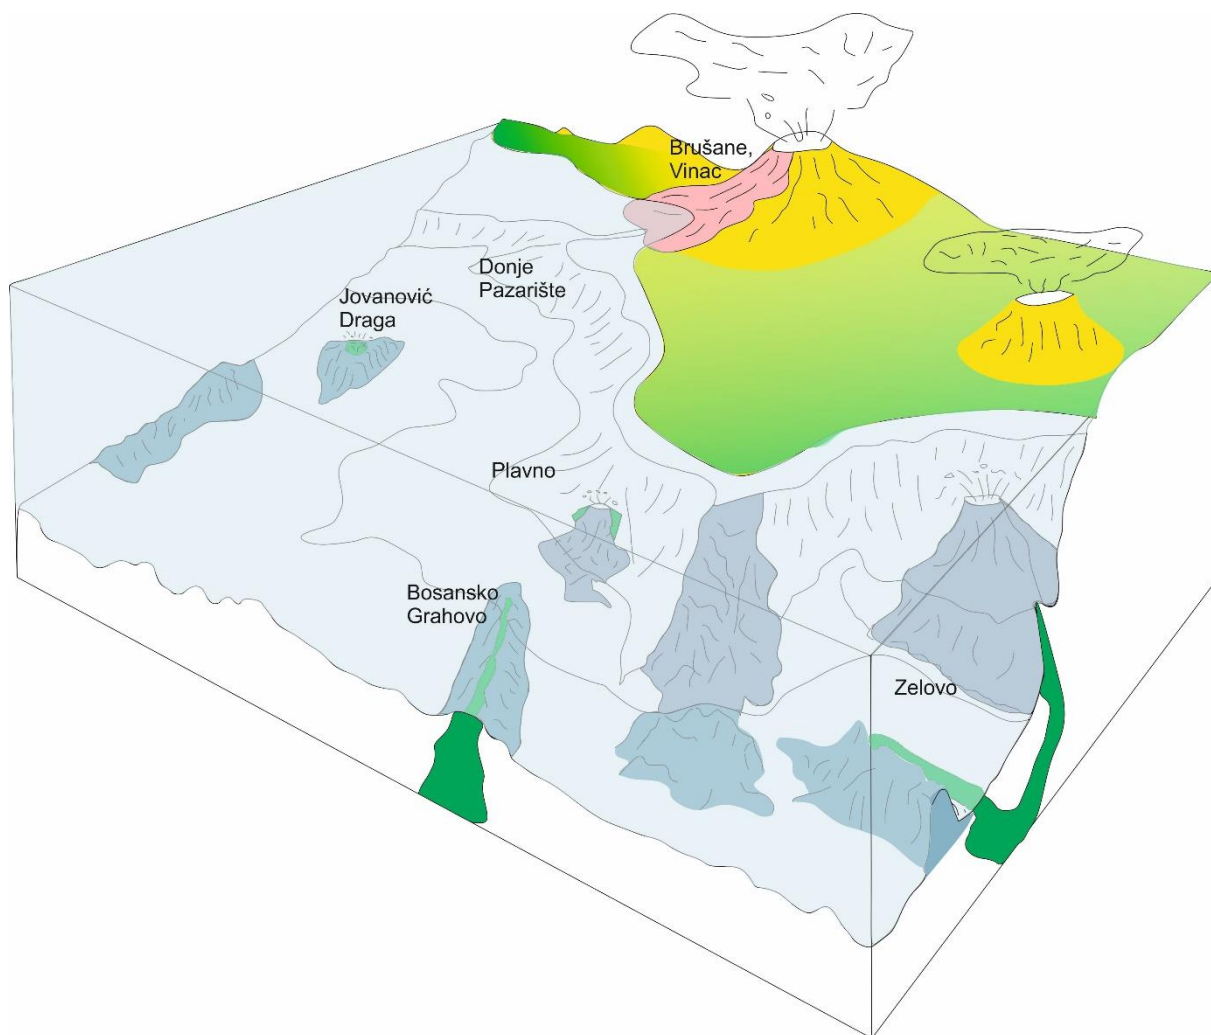 Brušane,
Vinac
Donje
Pazarište
Jovanović
Draga
Plavno
Bosansko
Grahovo
Zelovo